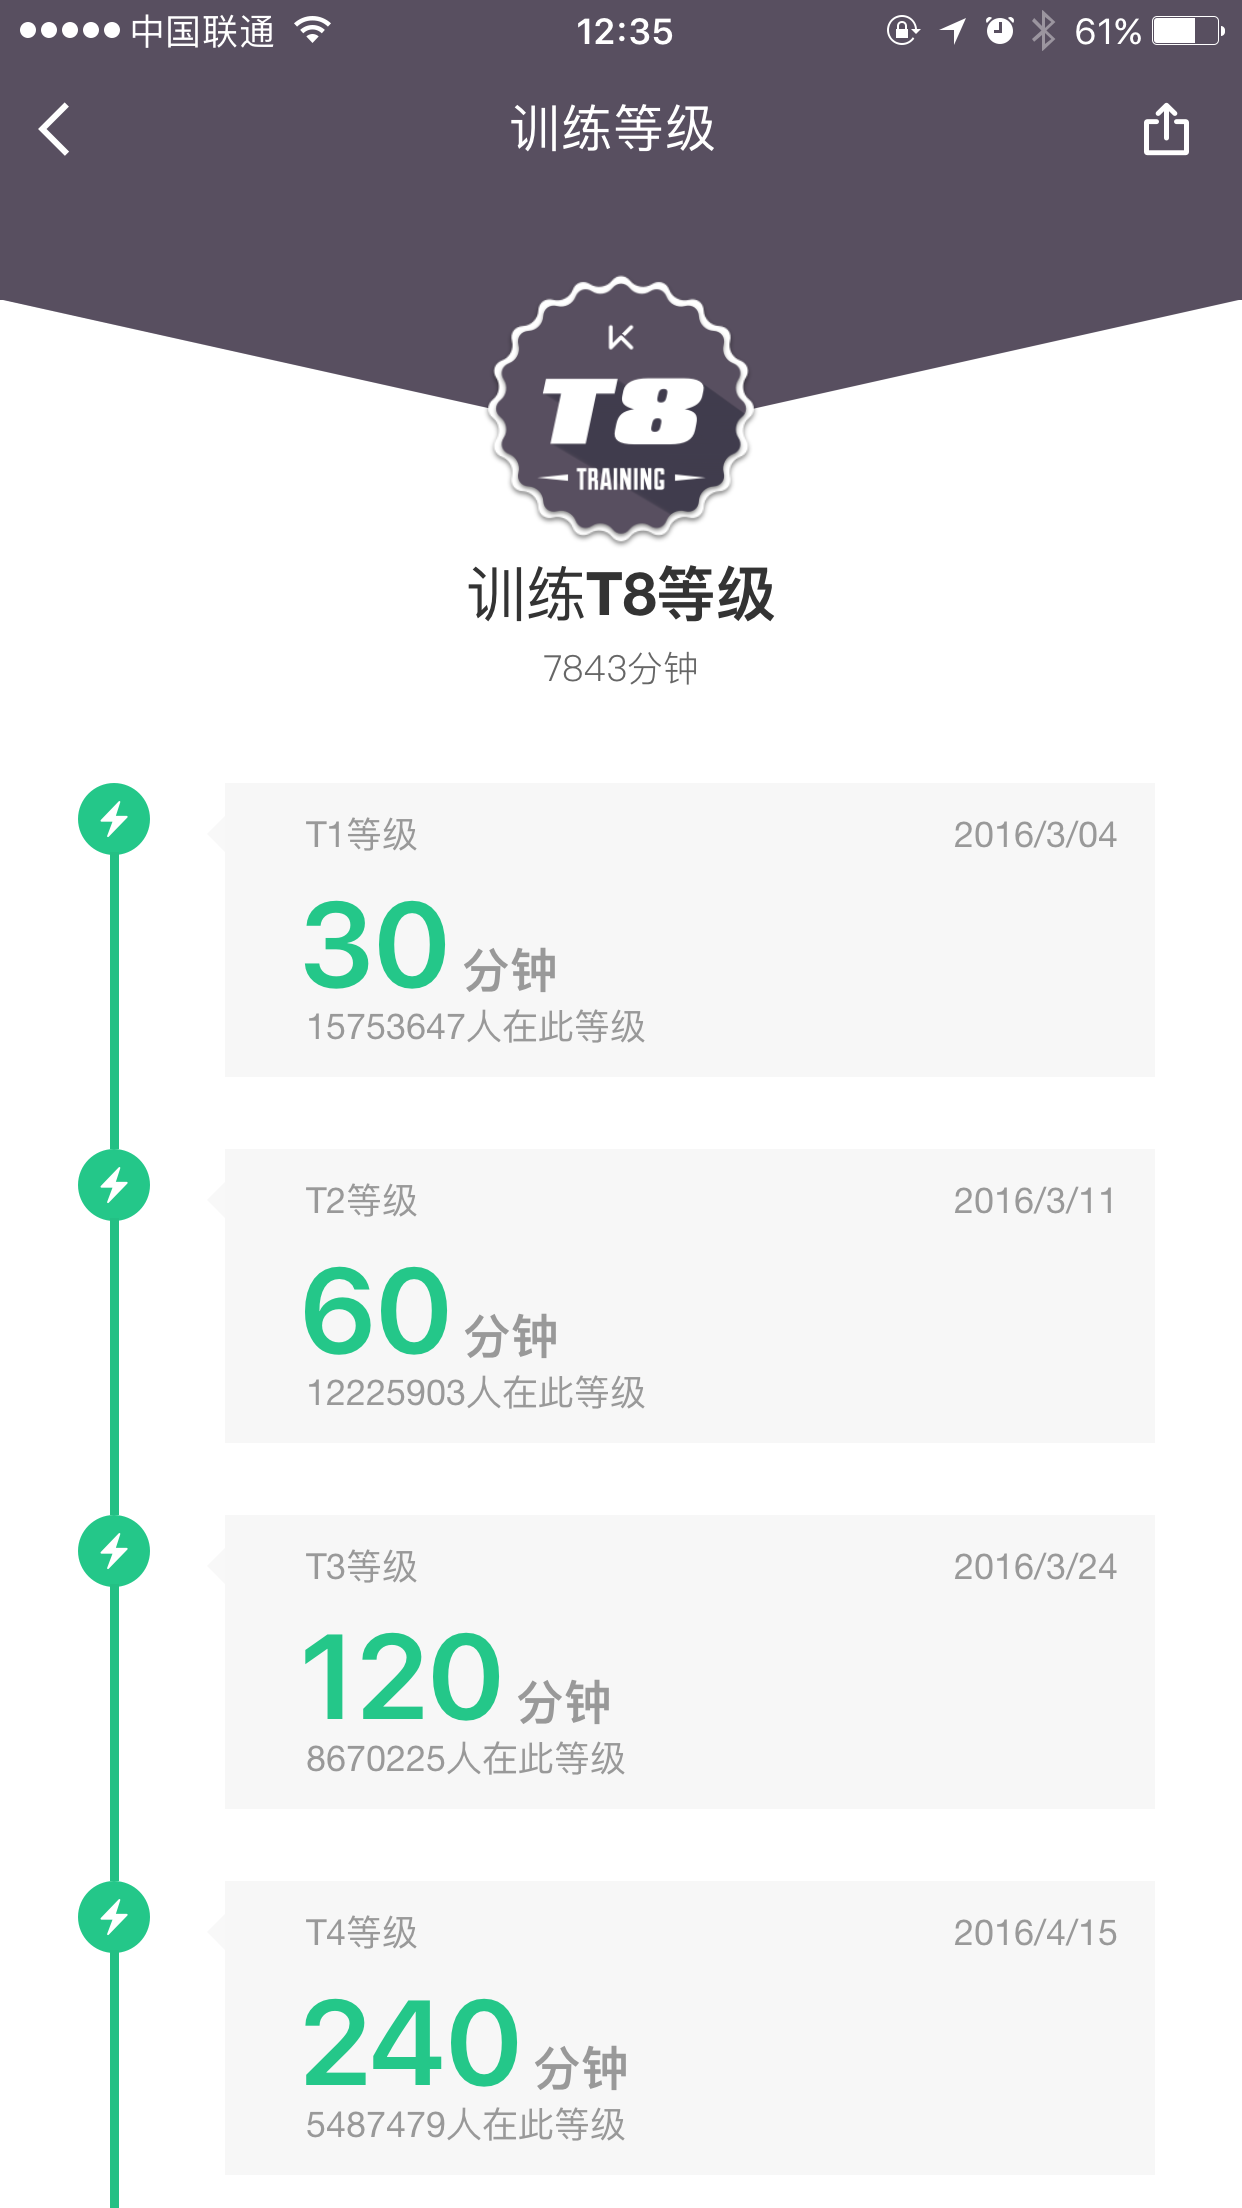 中国联通 12:35 61%
训练等级
T8
TRAINING
训练T8等级
7843分钟
T1等级 2016/3/04
30 分钟
15753647人在此等级
T2等级 2016/3/11
60 分钟
12225903人在此等级
T3等级 2016/3/24
120 分钟
8670225人在此等级
T4等级 2016/4/15
240 分钟
5487479人在此等级